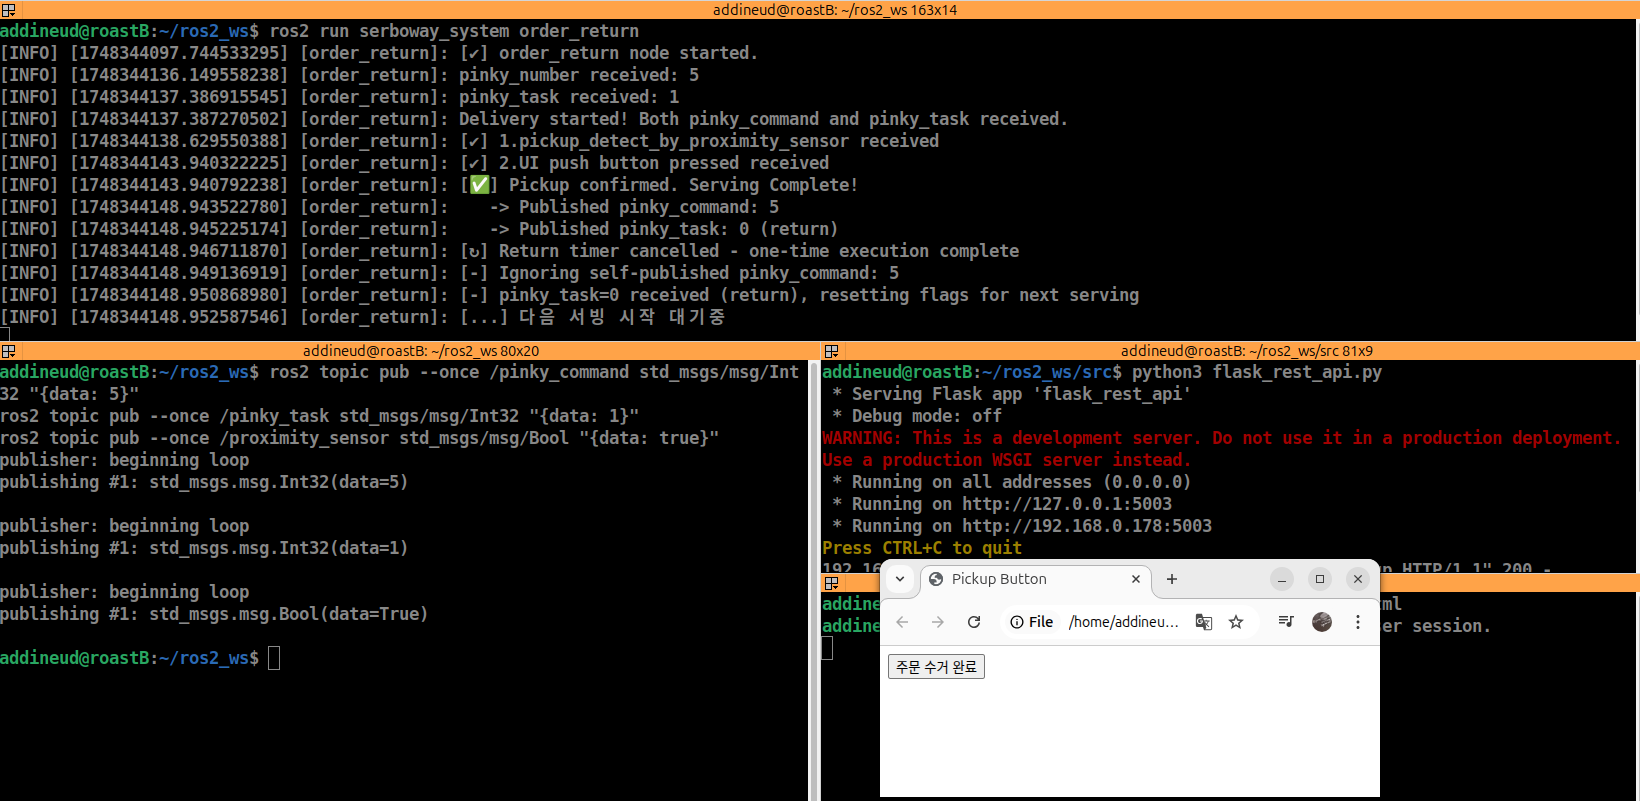 addineud@roastB: ~/ros2_ws 163x14
addineud@roastB:~/ros2_ws$ ros2 run serboway_system order_return
[INFO] [1748344097.744533295] [order_return]: [✔] order_return node started.
[INFO] [1748344136.149558238] [order_return]: pinky_number received: 5
[INFO] [1748344137.386915545] [order_return]: pinky_task received: 1
[INFO] [1748344137.387270502] [order_return]: Delivery started! Both pinky_command and pinky_task received.
[INFO] [1748344138.629550388] [order_return]: [✔] 1.pickup_detect_by_proximity_sensor received
[INFO] [1748344143.940322225] [order_return]: [✔] 2.UI push button pressed received
[INFO] [1748344143.940792238] [order_return]: [✅] Pickup confirmed. Serving Complete!
[INFO] [1748344148.943522780] [order_return]:    -> Published pinky_command: 5
[INFO] [1748344148.945225174] [order_return]:    -> Published pinky_task: 0 (return)
[INFO] [1748344148.946711870] [order_return]: [↻] Return timer cancelled - one-time execution complete
[INFO] [1748344148.949136919] [order_return]: [-] Ignoring self-published pinky_command: 5
[INFO] [1748344148.950868980] [order_return]: [-] pinky_task=0 received (return), resetting flags for next serving
[INFO] [1748344148.952587546] [order_return]: [...] 다음 서빙 시작 대기중
addineud@roastB: ~/ros2_ws 80x20
addineud@roastB:~/ros2_ws$ ros2 topic pub --once /pinky_command std_msgs/msg/Int
32 "{data: 5}"
ros2 topic pub --once /pinky_task std_msgs/msg/Int32 "{data: 1}"
ros2 topic pub --once /proximity_sensor std_msgs/msg/Bool "{data: true}"
publisher: beginning loop
publishing #1: std_msgs.msg.Int32(data=5)
publisher: beginning loop
publishing #1: std_msgs.msg.Int32(data=1)
publisher: beginning loop
publishing #1: std_msgs.msg.Bool(data=True)
addineud@roastB:~/ros2_ws$
addineud@roastB: ~/ros2_ws/src 81x9
addineud@roastB:~/ros2_ws/src$ python3 flask_rest_api.py
* Serving Flask app 'flask_rest_api'
* Debug mode: off
WARNING: This is a development server. Do not use it in a production deployment.
Use a production WSGI server instead.
* Running on all addresses (0.0.0.0)
* Running on http://127.0.0.1:5003
* Running on http://192.168.0.178:5003
Press CTRL+C to quit
HTTP/1.1" 200 -
addine
addine
ml
er session.
Pickup Button
File /home/addineu...
주문 수거 완료